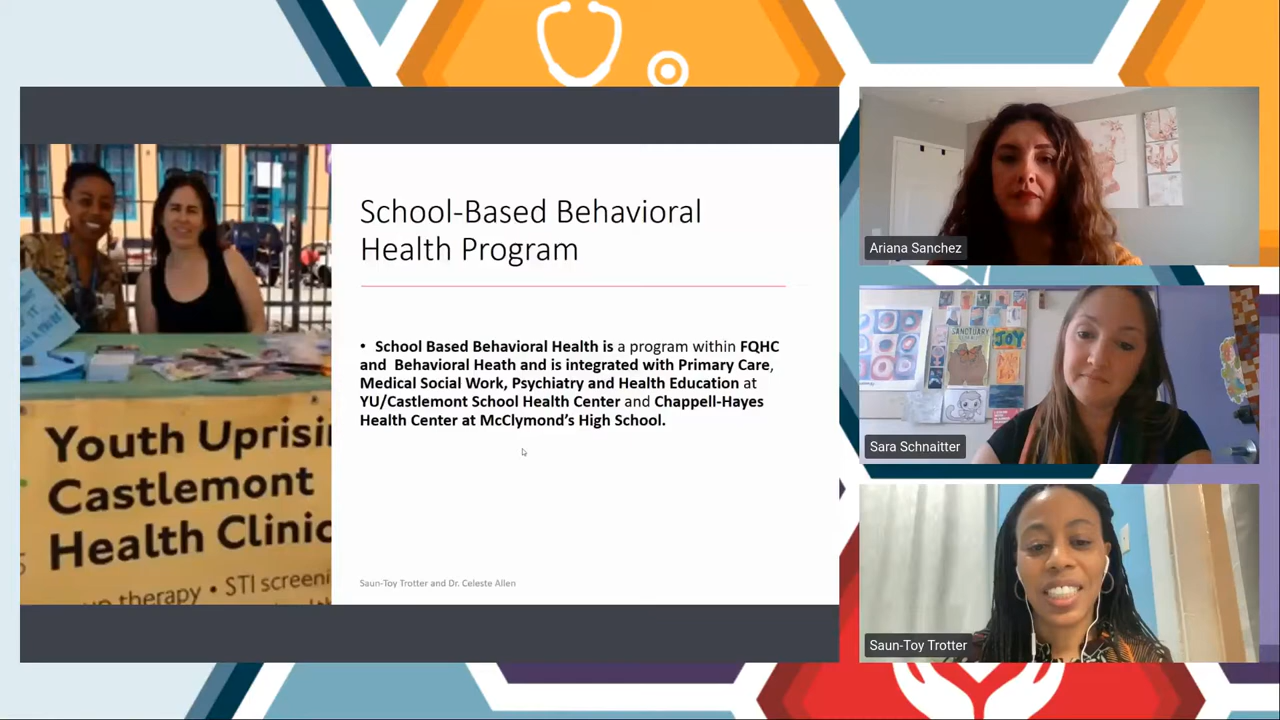 School-Based Behavioral
Health Program
• School Based Behavioral Health is a program within FQHC
and Behavioral Heath and is integrated with Primary Care,
Medical Social Work, Psychiatry and Health Education at
YU/Castlemont School Health Center and Chappell-Hayes
Health Center at McClymond's High School.
Saun-Toy Trotter and Dr. Celeste Allen
Youth Uprisi
Castlemont
Health Clinic
therapy • STI screeni
Ariana Sanchez
SANCTUARY
JOY
Sara Schnaitter
Saun-Toy Trotter